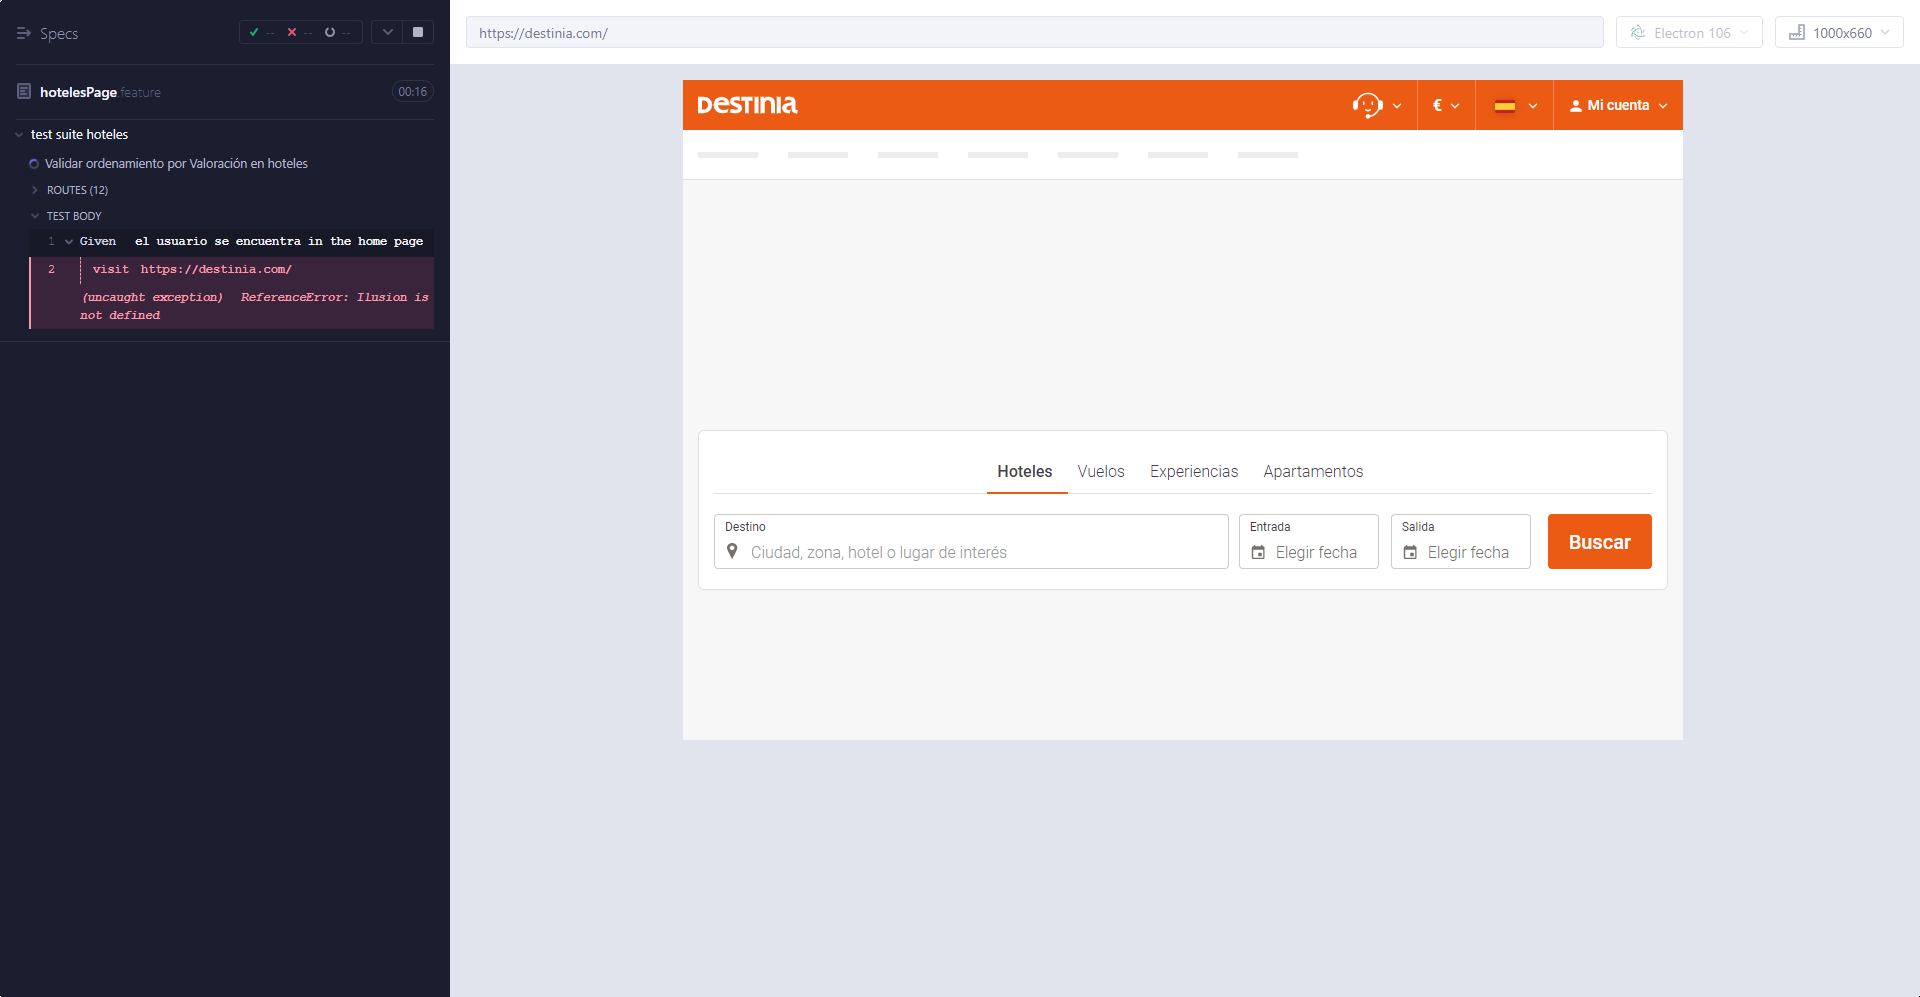 Specs
-- -- --
hotelesPage.feature
00:16
test suite hoteles
Validar ordenamiento por Valoración en hoteles
ROUTES (12)
TEST BODY
1 Given el usuario se encuentra in the home page
2 visit https://destinia.com/
(uncaught exception) ReferenceError: Ilusion is
not defined
https://destinia.com/
Electron 106
1000x660
DESTINIA
€
Mi cuenta
Hoteles Vuelos Experiencias Apartamentos
Destino
Ciudad, zona, hotel o lugar de interés
Entrada
Elegir fecha
Salida
Elegir fecha
Buscar